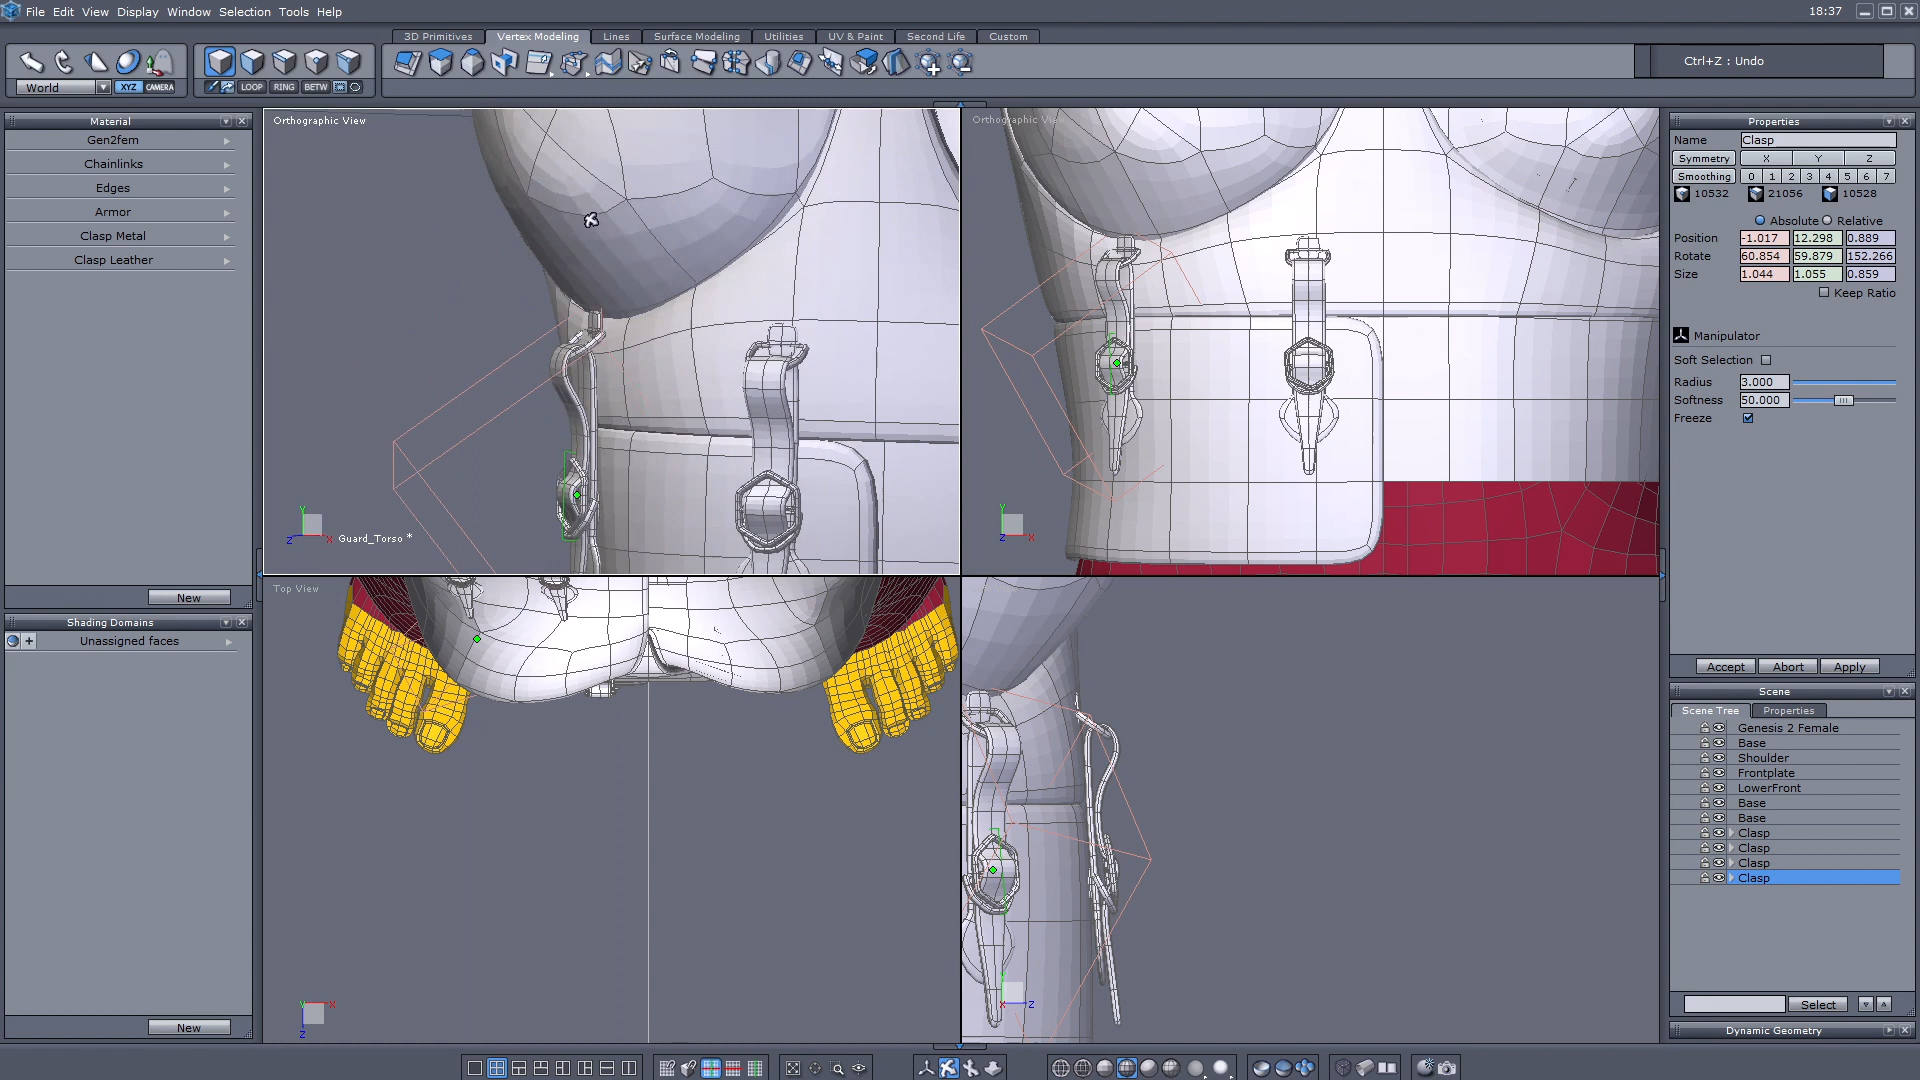 File Edit View Display Window Selection Tools Help
18:37
3D Primitives Vertex Modeling Lines Surface Modeling Utilities UV & Paint Second Life Custom
Ctrl+Z : Undo
World XYZ CAMERA LOOP RING BETW
Material
Gen2fem
Chainlinks
Edges
Armor
Clasp Metal
Clasp Leather
New
Shading Domains
+ Unassigned faces
New
Orthographic View
Y
Z X
Guard_Torso *
Orthographic View
Y
Z X
Top View
Y X
Z
Y
X Z
Properties
Name Clasp
Symmetry X Y Z
Smoothing 0 1 2 3 4 5 6 7
10532 21056 10528
Absolute Relative
Position -1.017 12.298 0.889
Rotate 60.854 59.879 152.266
Size 1.044 1.055 0.859
Keep Ratio
Manipulator
Soft Selection
Radius 3.000
Softness 50.000
Freeze
Accept Abort Apply
Scene
Scene Tree Properties
Genesis 2 Female
Base
Shoulder
Frontplate
LowerFront
Base
Base
Clasp
Clasp
Clasp
Clasp
Select
Dynamic Geometry